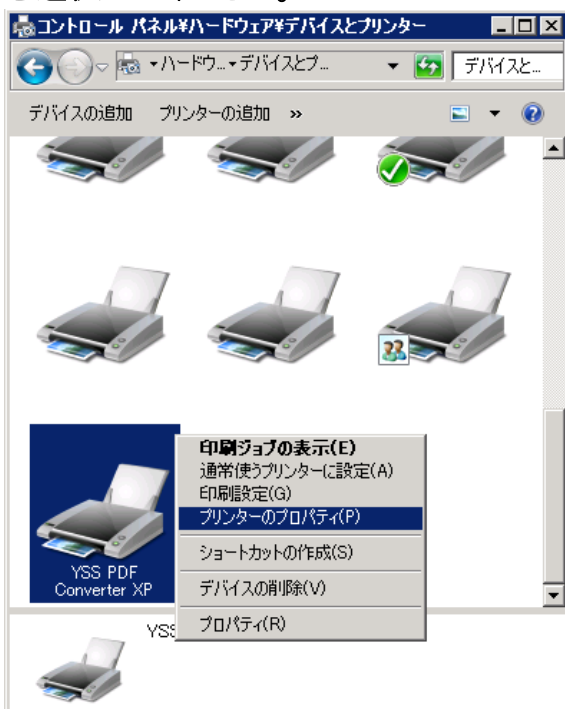 コントロール パネル¥ハードウェア¥デバイスとプリンター
ハードウ... デバイスとプ... デバイスと...
デバイスの追加 プリンターの追加 »
印刷ジョブの表示(E)
通常使うプリンターに設定(A)
印刷設定(G)
プリンターのプロパティ(P)
ショートカットの作成(S)
デバイスの削除(V)
プロパティ(R)
YSS PDF
Converter XP
YSS